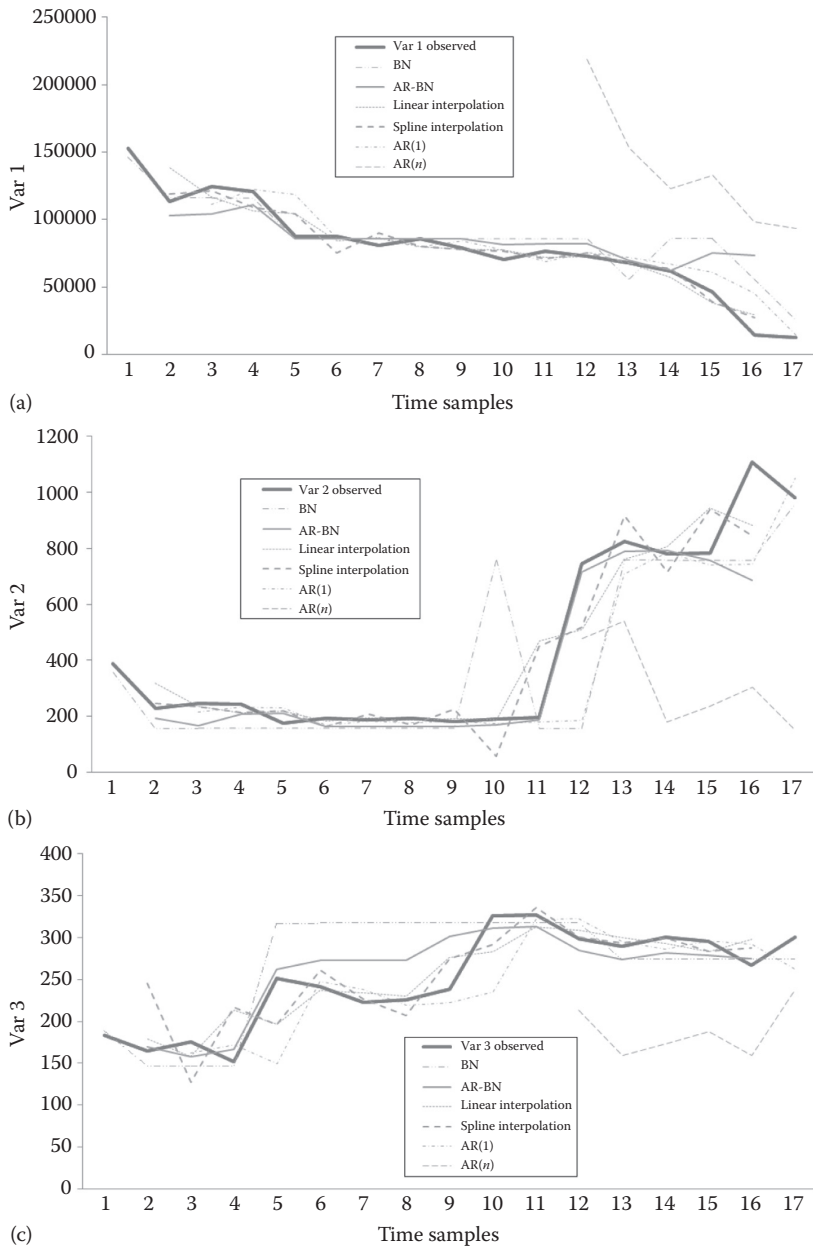 250000
200000
150000
100000
50000
0
Var 1
Var 1 observed
BN
AR-BN
Linear interpolation
Spline interpolation
AR(1)
AR(n)
1 2 3 4 5 6 7 8 9 10 11 12 13 14 15 16 17
(a) Time samples
1200
1000
800
600
400
200
0
Var 2
Var 2 observed
BN
AR-BN
Linear interpolation
Spline interpolation
AR(1)
AR(n)
1 2 3 4 5 6 7 8 9 10 11 12 13 14 15 16 17
(b) Time samples
400
350
300
250
200
150
100
50
0
Var 3
Var 3 observed
BN
AR-BN
Linear interpolation
Spline interpolation
AR(1)
AR(n)
1 2 3 4 5 6 7 8 9 10 11 12 13 14 15 16 17
(c) Time samples